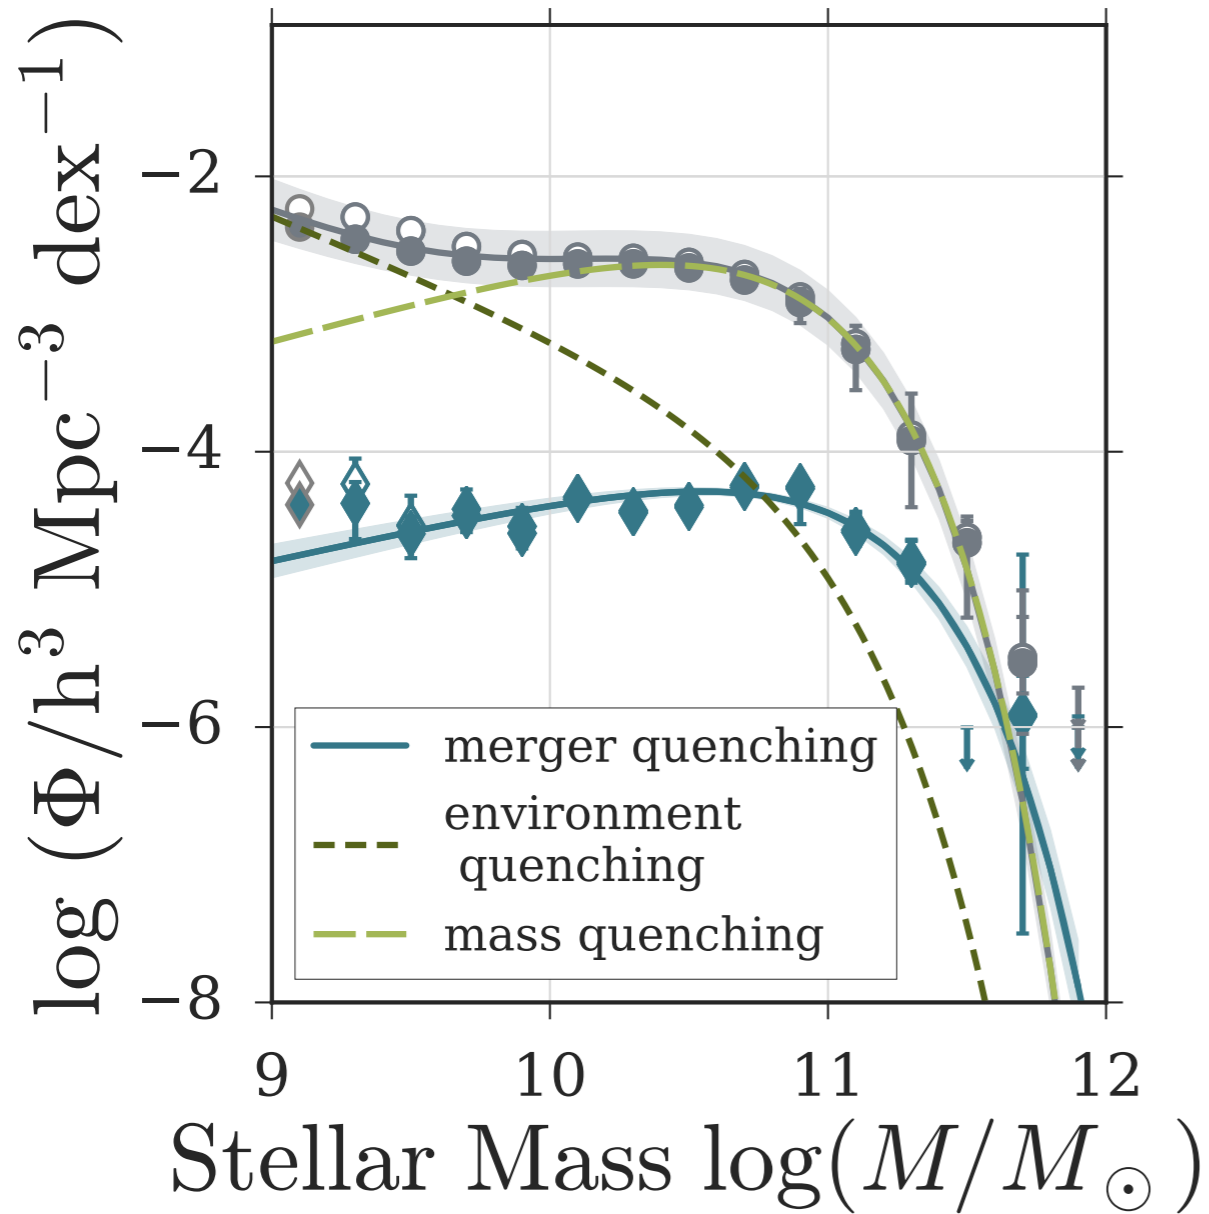 log (Φ/h³ Mpc⁻³ dex⁻¹)
−2
−4
−6
−8
merger quenching
environment
quenching
mass quenching
9 10 11 12
Stellar Mass log(M/M⊙)